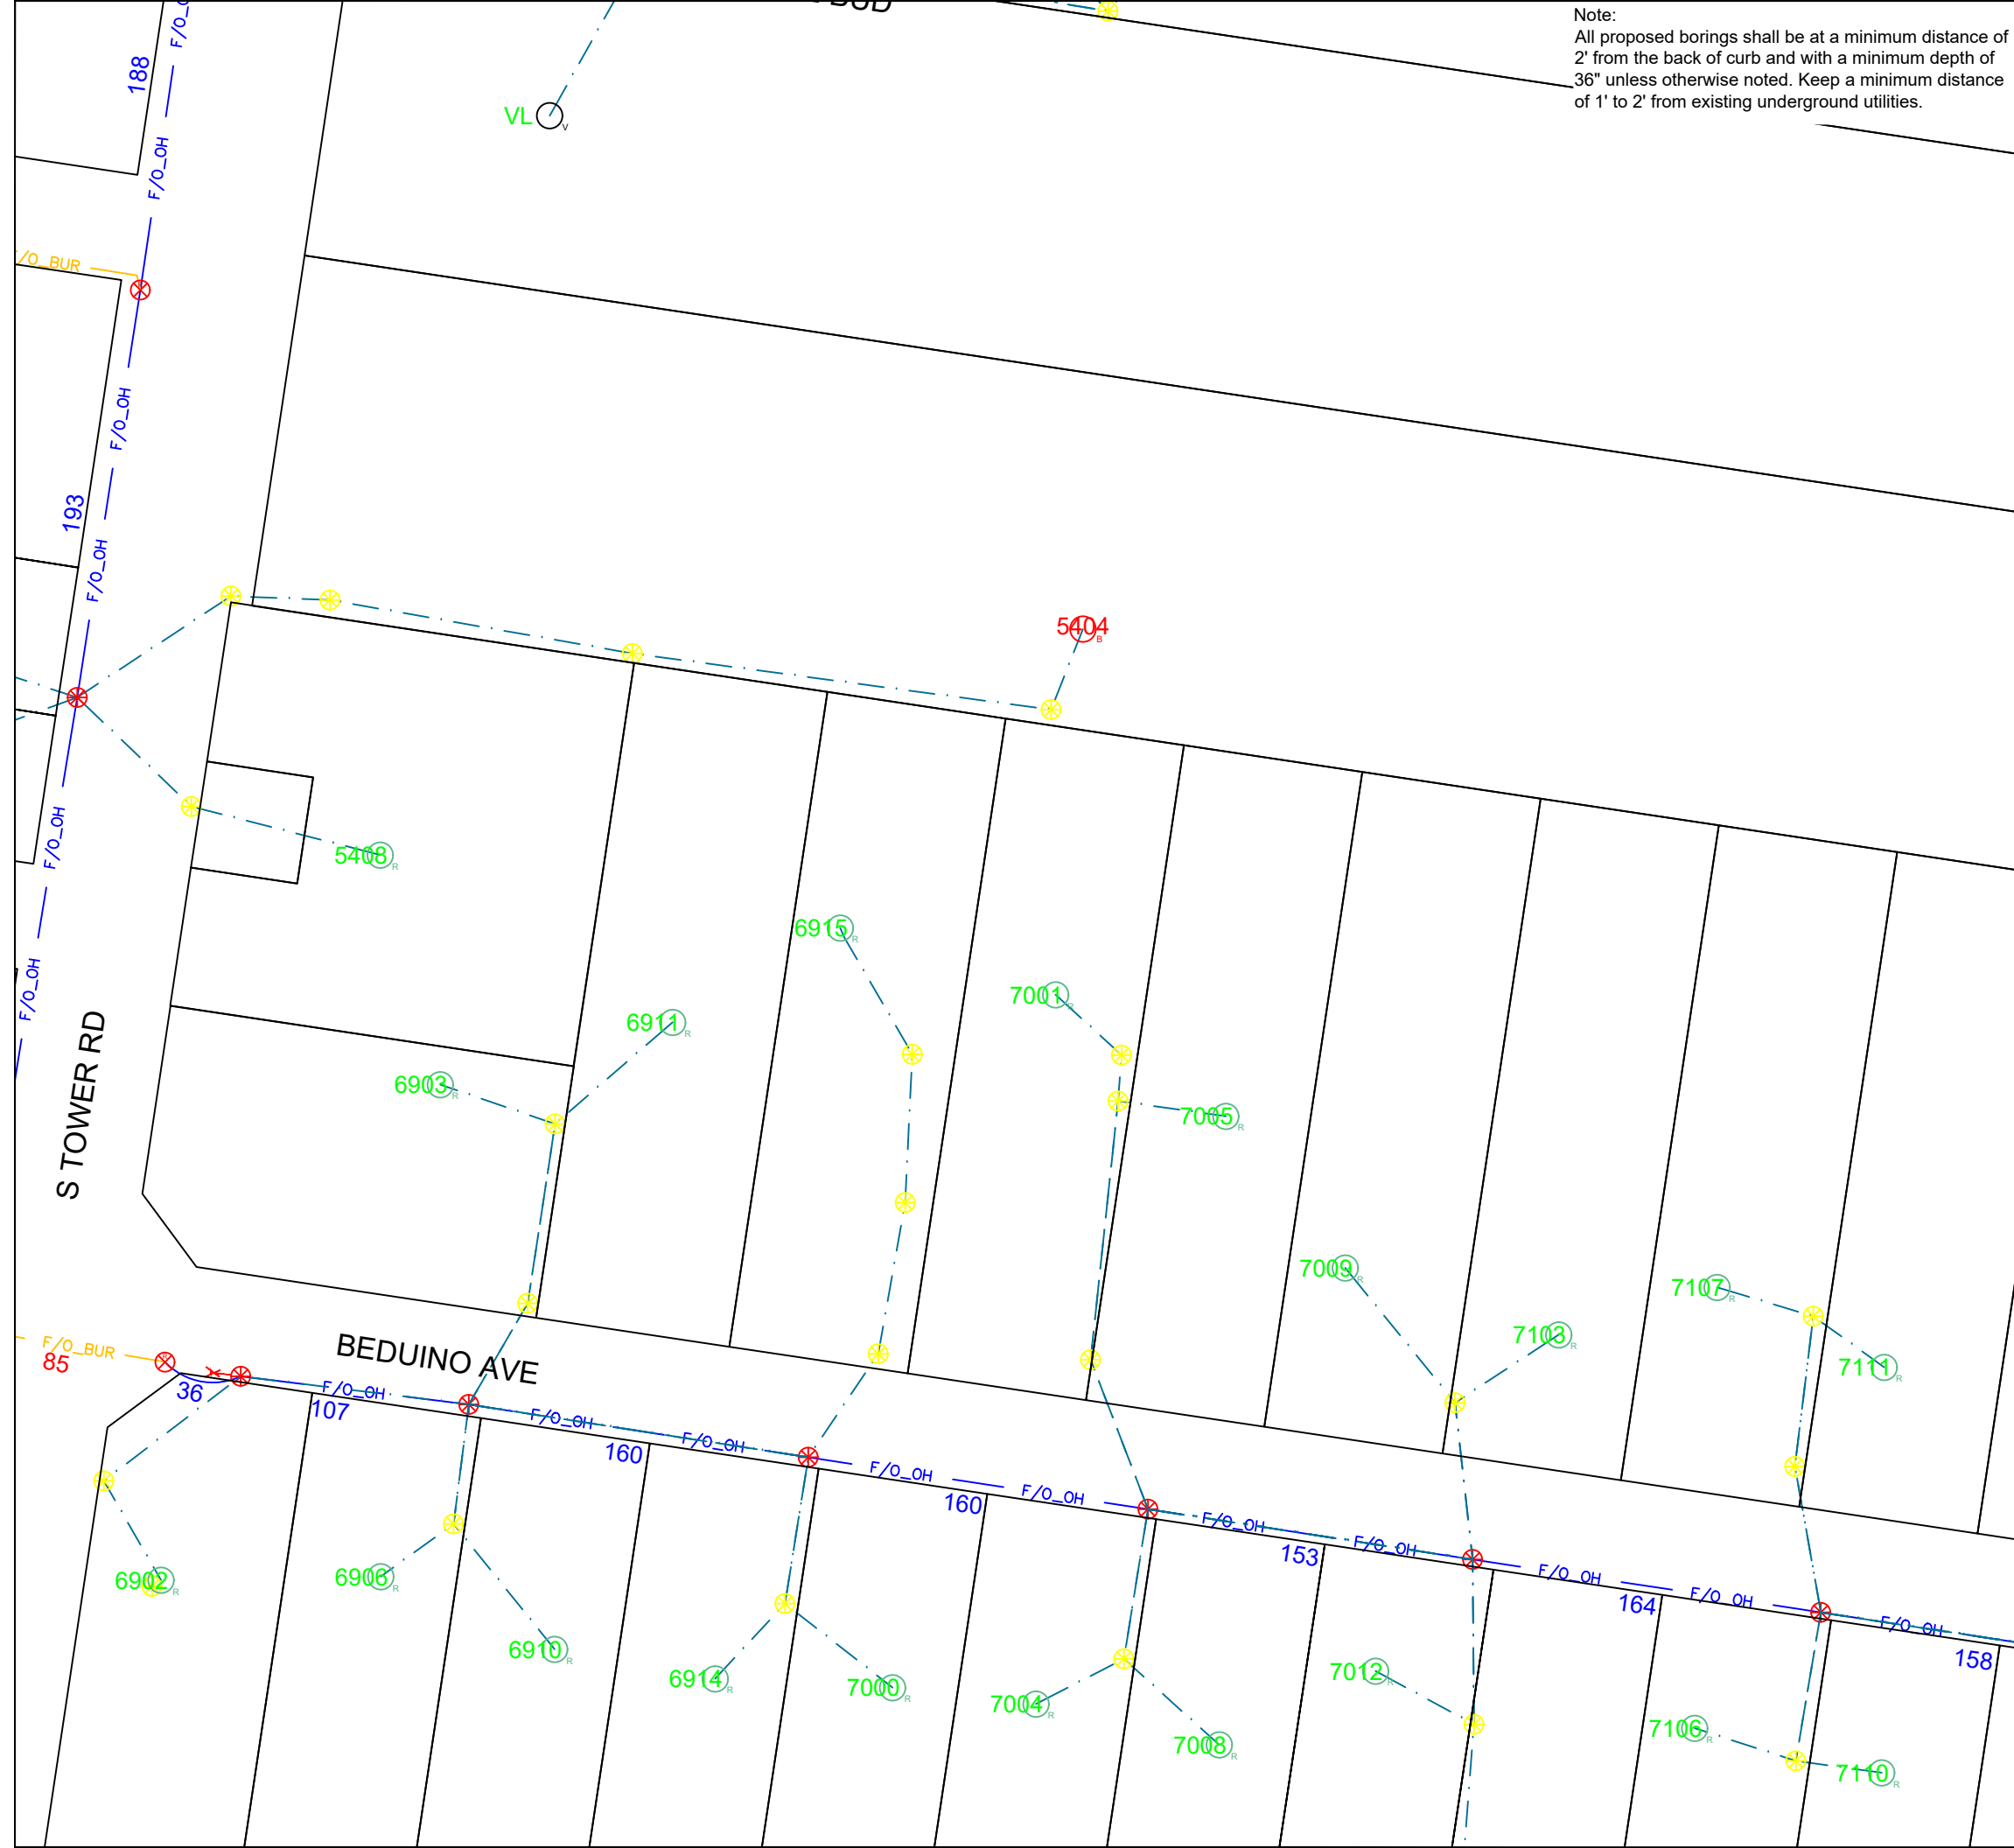 Note:
All proposed borings shall be at a minimum distance of
2' from the back of curb and with a minimum depth of
36" unless otherwise noted. Keep a minimum distance
of 1' to 2' from existing underground utilities.
188
F/O_OH
VL
V
F/O_OH
/O_BUR
F/O_OH
193
F/O_OH
5404
B
F/O_OH
5408
R
6915
R
F/O_OH
7001
R
6911
R
6903
R
7005
R
S TOWER RD
7009
R
7107
R
7103
R
7111
R
F/O_BUR
85
BEDUINO AVE
36
F/O_OH
107
F/O_OH
160
F/O_OH
F/O_OH
160
F/O_OH
F/O_OH
153
F/O_OH
F/O_OH
164
F/O_OH
F/O_OH
158
6902
R
6906
R
6910
R
6914
R
7000
R
7004
R
7008
R
7012
R
7106
R
7110
R